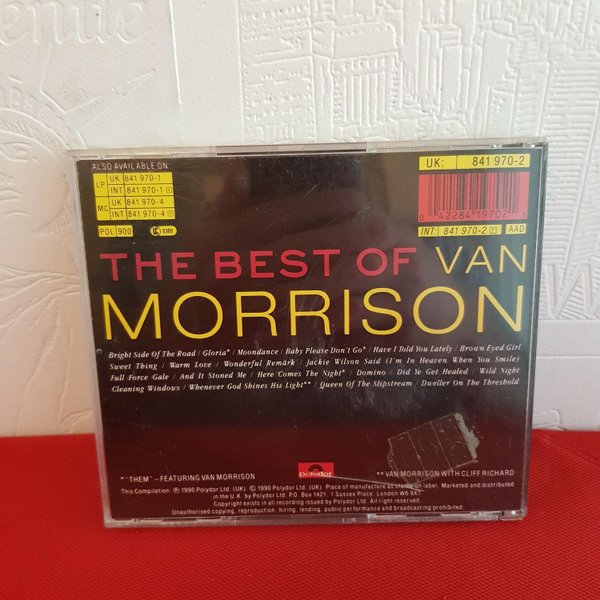 ALSO AVAILABLE ON
LP UK 841 970-1
INT 841 970-1
MC UK 841 970-4
INT 841 970-4
POL 900
UK: 841 970-2
0 42284 19702
INT: 841 970-2 AAD
THE BEST OF VAN
MORRISON
Bright Side Of The Road / Gloria* / Moondance / Baby Please Don't Go* / Have I Told You Lately / Brown Eyed Girl
Sweet Thing / Warm Love / Wonderful Remark / Jackie Wilson Said (I'm In Heaven When You Smile)
Full Force Gale / And It Stoned Me / Here Comes The Night* / Domino / Did Ye Get Healed / Wild Night
Cleaning Windows / Whenever God Shines His Light** / Queen Of The Slipstream / Dweller On The Threshold
*"THEM" – FEATURING VAN MORRISON
polydor
**VAN MORRISON WITH CLIFF RICHARD
This Compilation ℗ 1990 Polydor Ltd. (UK). © 1990 Polydor Ltd. (UK). Place of manufacture as stated on label. Marketed and distributed
in the U.K. by Polydor Ltd. P.O. Box 1421, 1 Sussex Place, London W6 9XT.
Copyright exists in all recording issued by Polydor Ltd. All rights reserved.
Unauthorised copying, reproduction, hiring, lending, public performance and broadcasting prohibited.